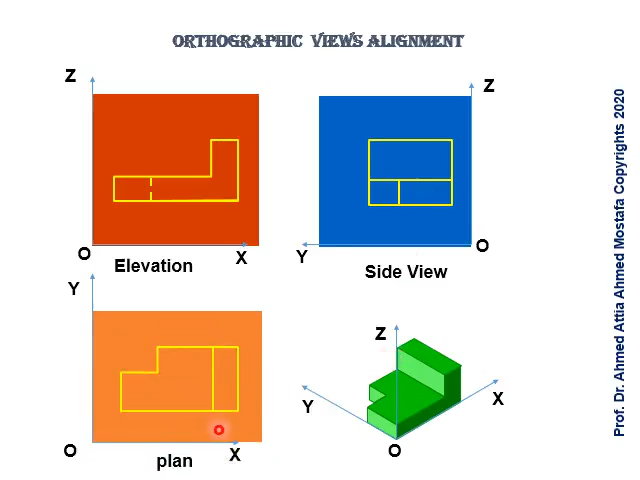 ORTHOGRAPHIC VIEWS ALIGNMENT
Z
Z
O
X
Elevation
Y
O
Side View
Y
O
X
plan
Z
Y
X
O
Prof. Dr. Ahmed Attia Ahmed Mostafa Copyrights 2020